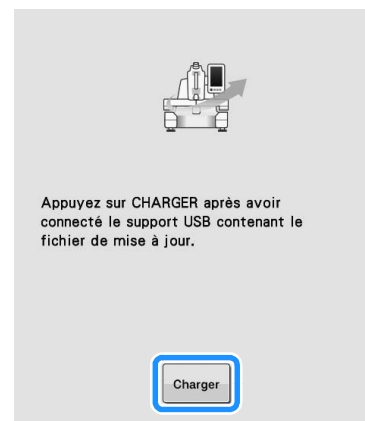 Appuyez sur CHARGER après avoir
connecté le support USB contenant le
fichier de mise à jour.
Charger